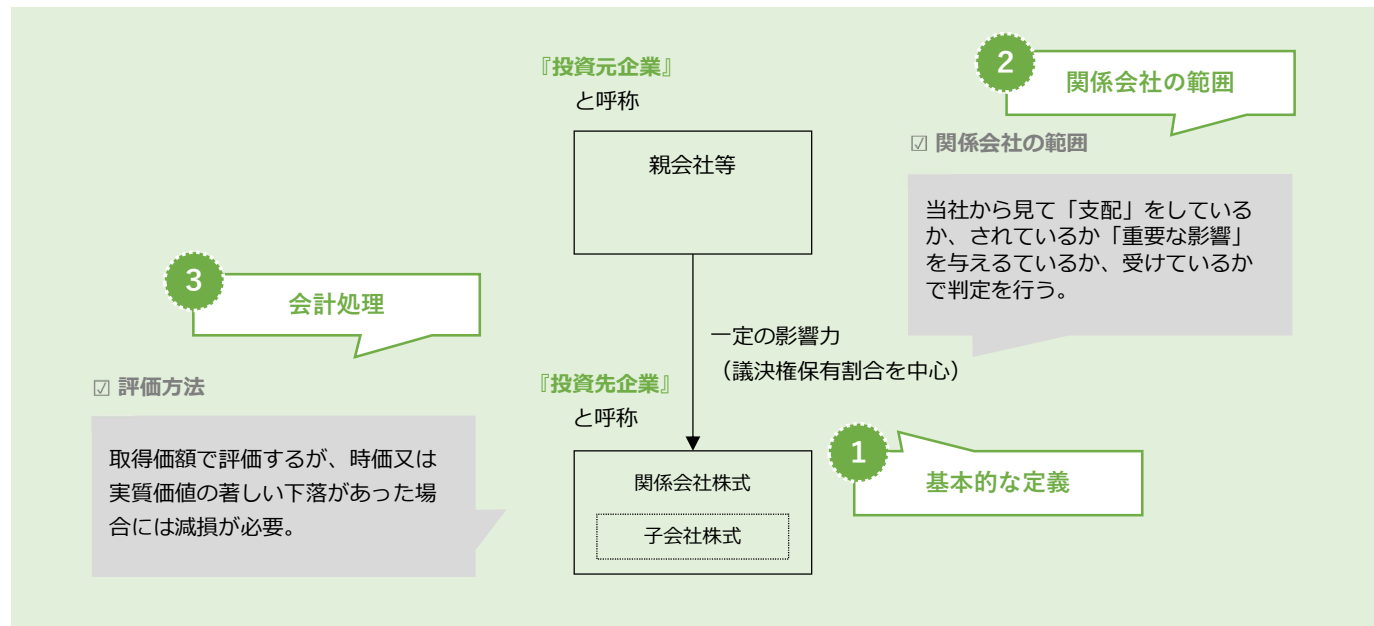 『投資元企業』
と呼称
親会社等
2
関係会社の範囲
☑ 関係会社の範囲
当社から見て「支配」をしている
か、されているか「重要な影響」
を与えるているか、受けているか
で判定を行う。
3
会計処理
☑ 評価方法
取得価額で評価するが、時価又は
実質価値の著しい下落があった場
合には減損が必要。
一定の影響力
（議決権保有割合を中心）
『投資先企業』
と呼称
関係会社株式
子会社株式
1
基本的な定義